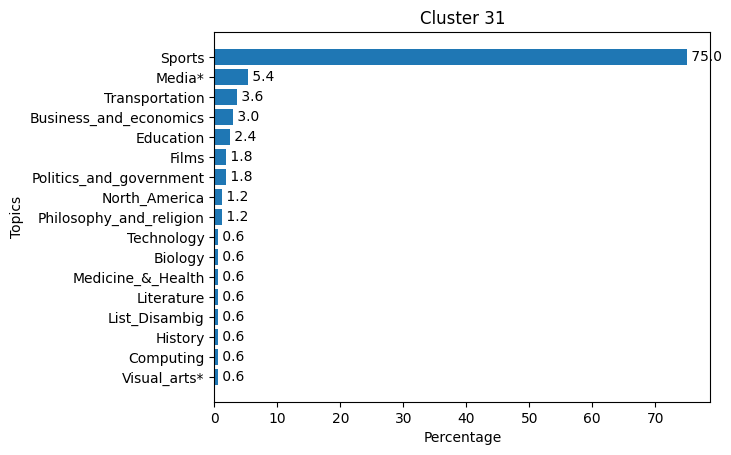 Cluster 31
Sports 75.0
Media* 5.4
Transportation 3.6
Business_and_economics 3.0
Education 2.4
Films 1.8
Politics_and_government 1.8
North_America 1.2
Philosophy_and_religion 1.2
Technology 0.6
Biology 0.6
Medicine_&_Health 0.6
Literature 0.6
List_Disambig 0.6
History 0.6
Computing 0.6
Visual_arts* 0.6
Topics
0 10 20 30 40 50 60 70
Percentage